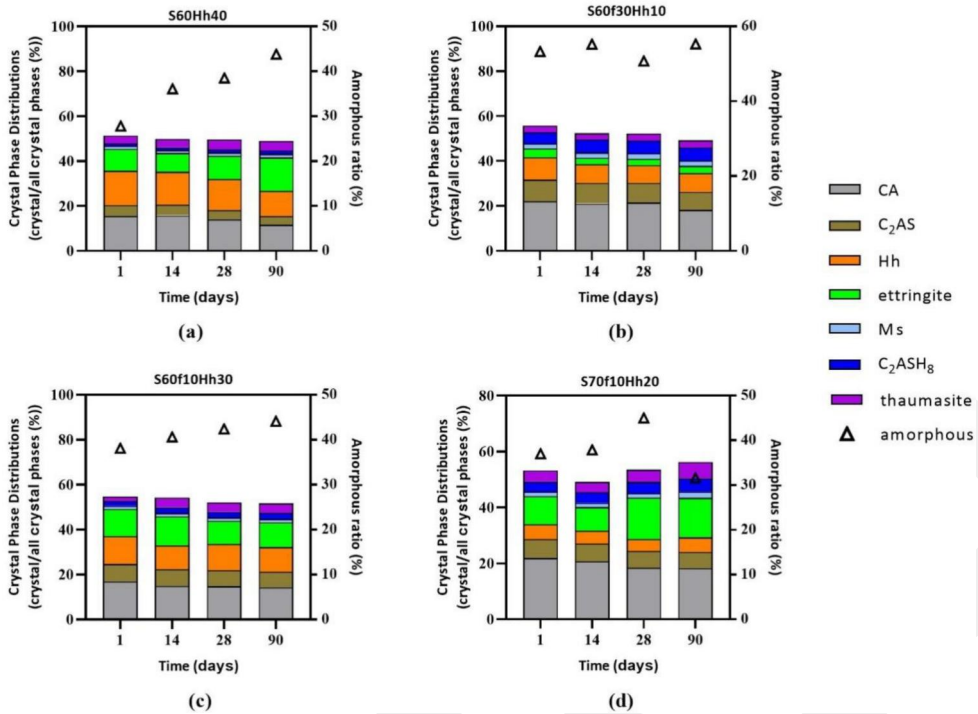 S60Hh40
Crystal Phase Distributions
(crystal/all crystal phases (%))
100
80
60
40
20
0
50
40
30
20
10
0
Amorphous ratio (%)
1 14 28 90
Time (days)
(a)
S60f30Hh10
Crystal Phase Distributions
(crystal/all crystal phases (%))
100
80
60
40
20
0
60
40
20
0
Amorphous ratio (%)
1 14 28 90
Time (days)
(b)
S60f10Hh30
Crystal Phase Distributions
(crystal/all crystal phases (%))
100
80
60
40
20
0
50
40
30
20
10
0
Amorphous ratio (%)
1 14 28 90
Time (days)
(c)
S70f10Hh20
Crystal Phase Distributions
(crystal/all crystal phases (%))
80
60
40
20
0
50
40
30
20
10
0
Amorphous ratio (%)
1 14 28 90
Time (days)
(d)
CA
C₂AS
Hh
ettringite
Ms
C₂ASH₈
thaumasite
amorphous